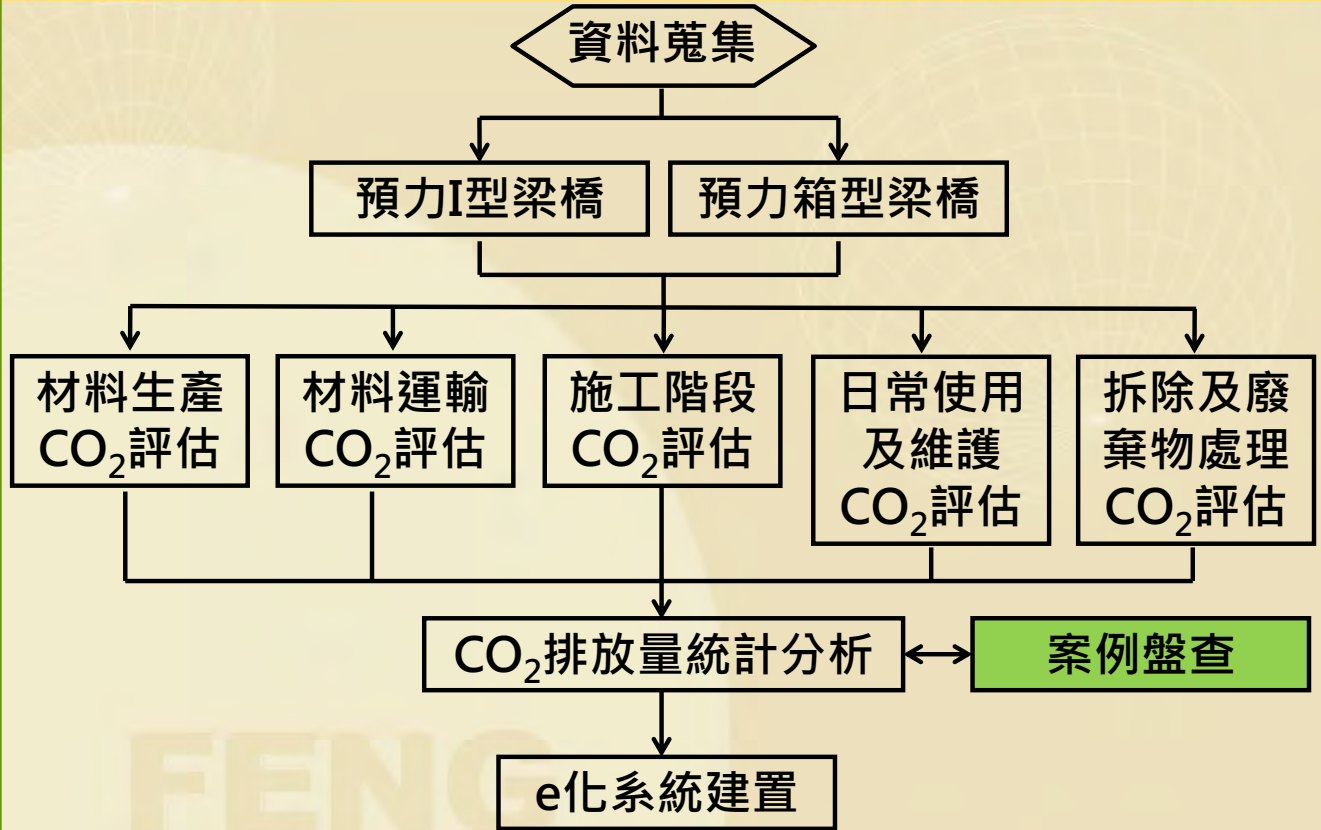 資料蒐集
預力I型梁橋
預力箱型梁橋
材料生產
CO₂評估
材料運輸
CO₂評估
施工階段
CO₂評估
日常使用
及維護
CO₂評估
拆除及廢
棄物處理
CO₂評估
CO₂排放量統計分析
案例盤查
e化系統建置
FENG